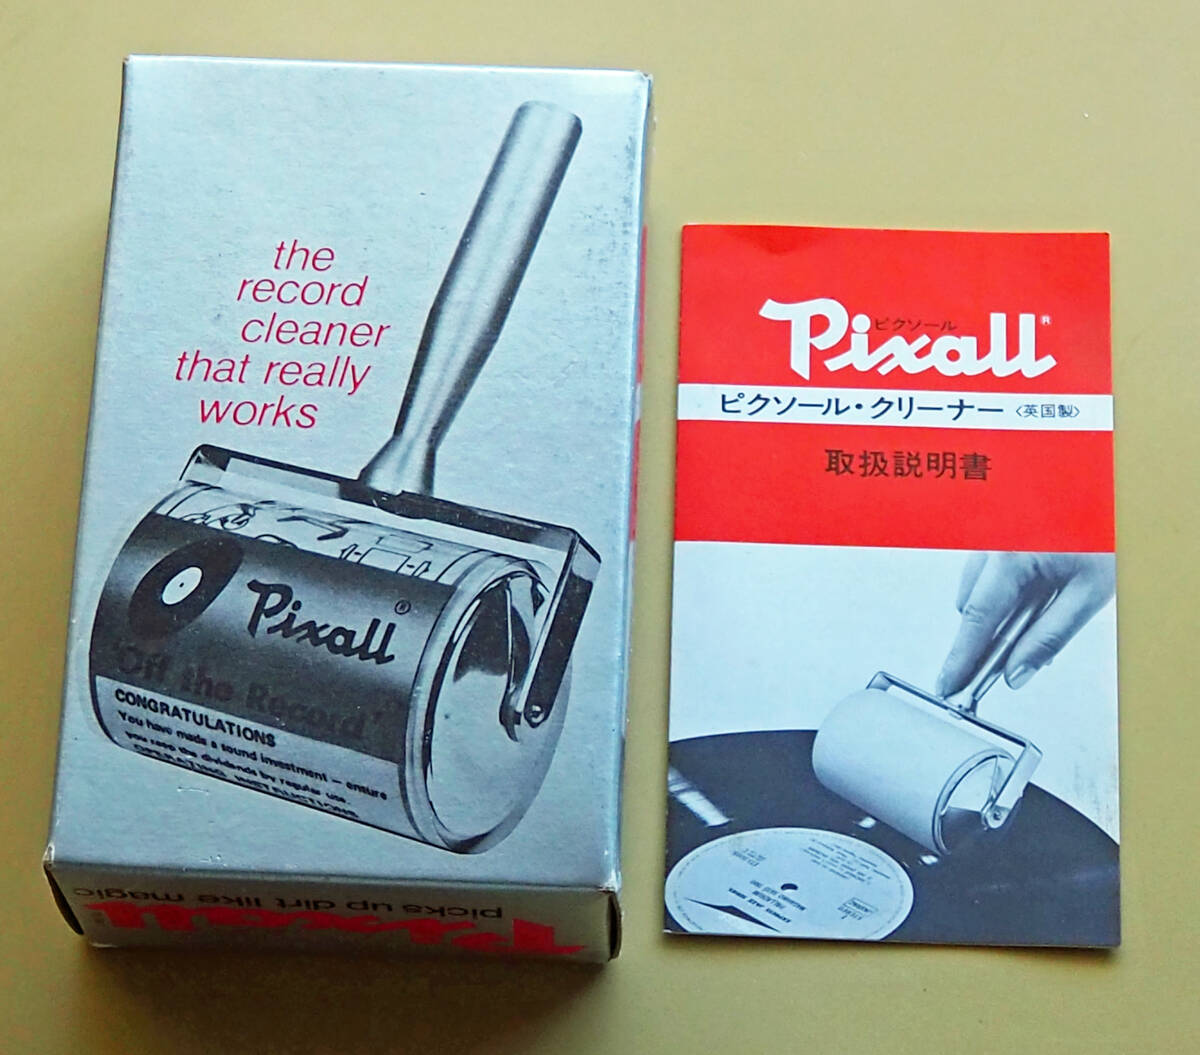 the
record
cleaner
that really
works
Pixall®
'Off the Record'
CONGRATULATIONS
You have made a sound investment – ensure
you reap the dividends by regular use.
OPERATING INSTRUCTIONS
picks up dirt like magic
Pixall
Pixall®
ピクソール
ピクソール・クリーナー〈英国製〉
取扱説明書